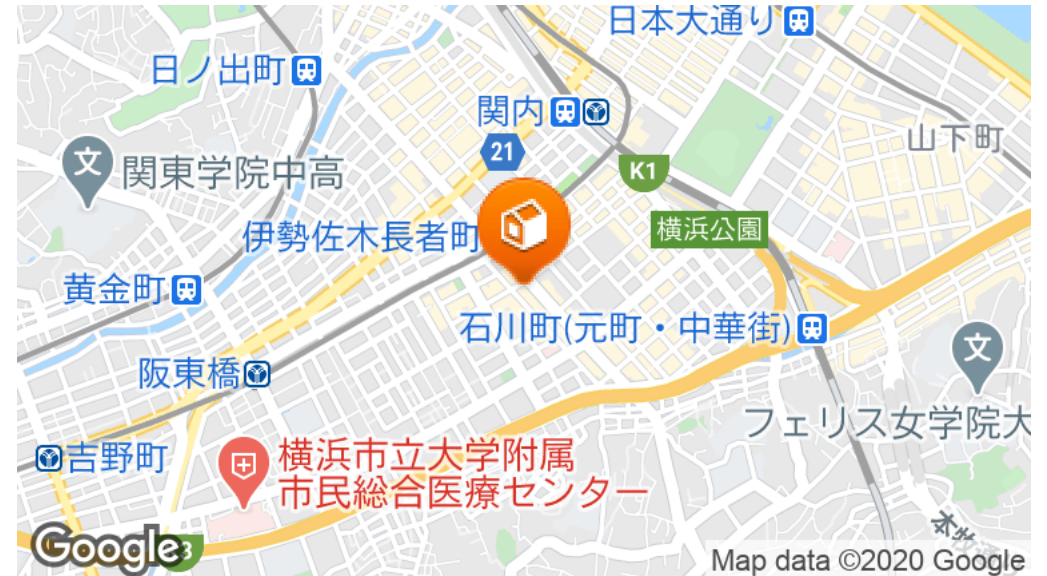 日本大通り
日ノ出町
関内
21
山下町
文
関東学院中高
K1
伊勢佐木長者町
横浜公園
黄金町
石川町(元町・中華街)
文
阪東橋
フェリス女学院大
吉野町
横浜市立大学附属
市民総合医療センター
Google
3
Map data ©2020 Google